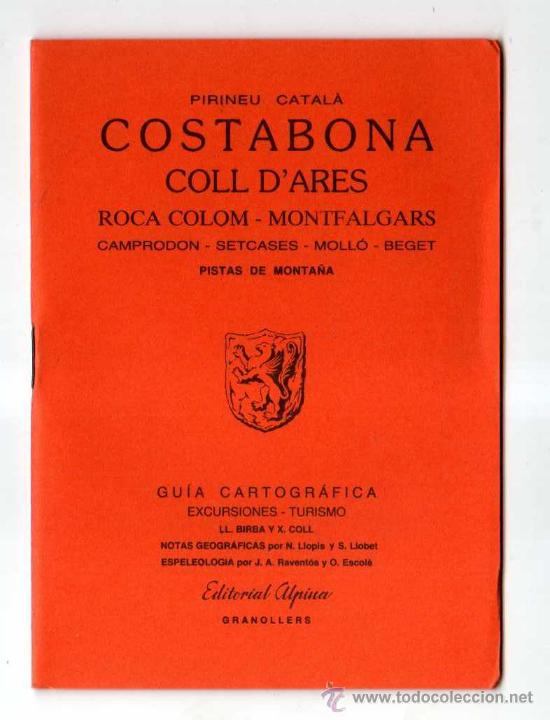 PIRINEU CATALÀ
COSTABONA
COLL D'ARES
ROCA COLOM - MONTFALGARS
CAMPRODON - SETCASES - MOLLÓ - BEGET
PISTAS DE MONTAÑA
GUÍA CARTOGRÁFICA
EXCURSIONES - TURISMO
LL. BIRBA Y X. COLL
NOTAS GEOGRÁFICAS por N. Llopis y S. Llobet
ESPELEOLOGIA por J. A. Raventós y O. Escolà
Editorial Alpina
GRANOLLERS
www.todocoleccion.net